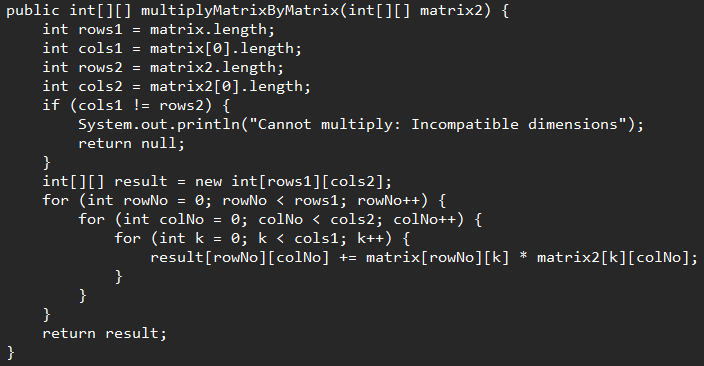 public int[][] multiplyMatrixByMatrix(int[][] matrix2) {
    int rows1 = matrix.length;
    int cols1 = matrix[0].length;
    int rows2 = matrix2.length;
    int cols2 = matrix2[0].length;
    if (cols1 != rows2) {
        System.out.println("Cannot multiply: Incompatible dimensions");
        return null;
    }
    int[][] result = new int[rows1][cols2];
    for (int rowNo = 0; rowNo < rows1; rowNo++) {
        for (int colNo = 0; colNo < cols2; colNo++) {
            for (int k = 0; k < cols1; k++) {
                result[rowNo][colNo] += matrix[rowNo][k] * matrix2[k][colNo];
            }
        }
    }
    return result;
}